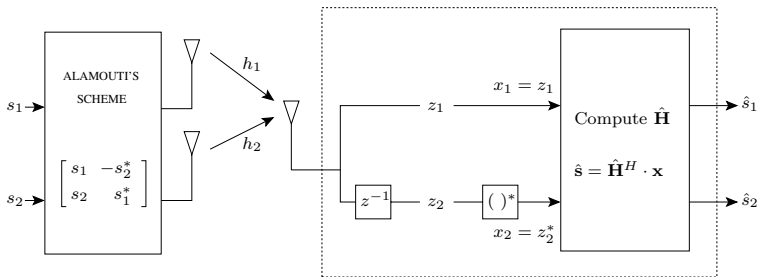 ALAMOUTI'S
SCHEME
s₁
s₂
[ s₁ −s₂* ]
[ s₂ s₁* ]
h₁
h₂
z₁
x₁ = z₁
z⁻¹
z₂
( )*
x₂ = z₂*
Compute Ĥ
ŝ = Ĥᴴ · x
ŝ₁
ŝ₂